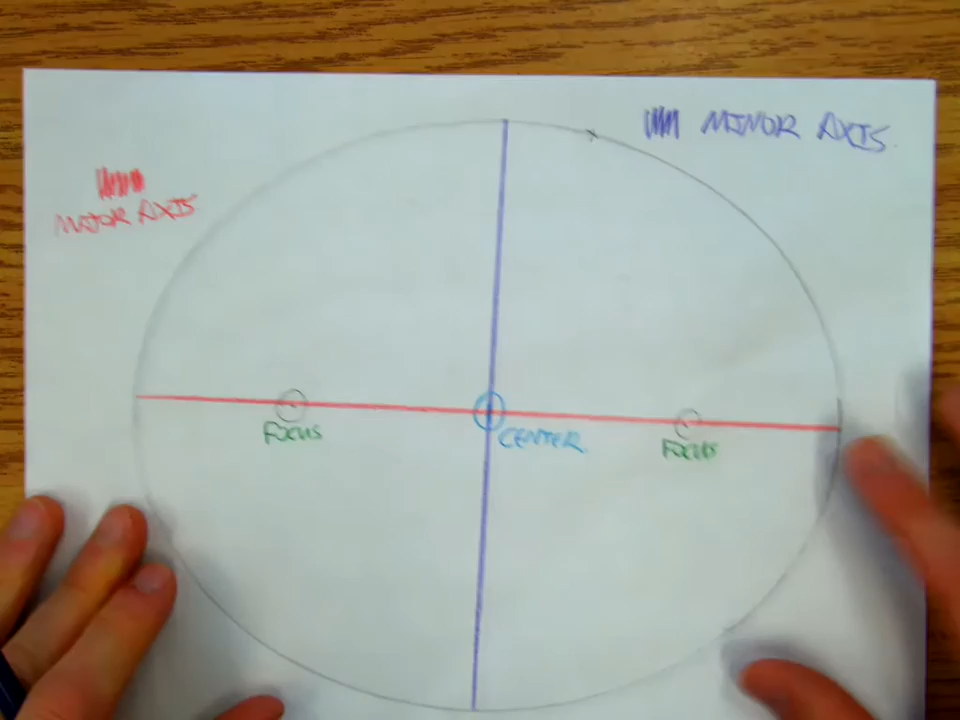 MINOR AXIS
MAJOR AXIS
FOCUS
CENTER
FOCUS